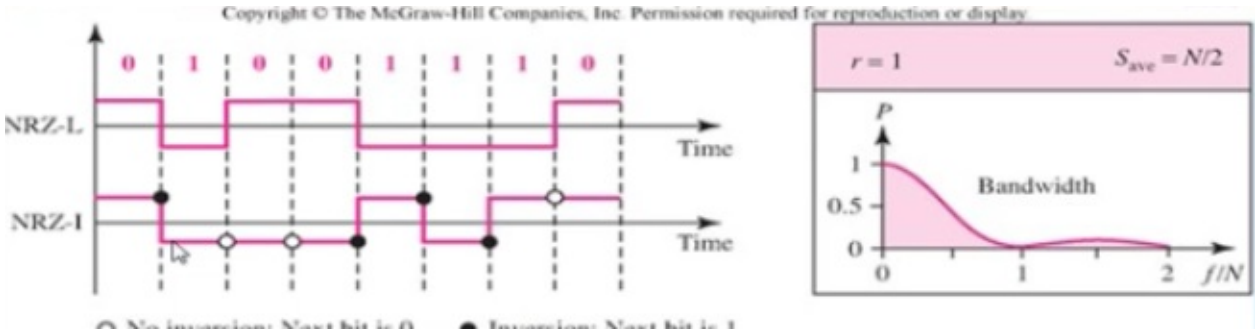 Copyright © The McGraw-Hill Companies, Inc. Permission required for reproduction or display.
0 1 0 0 1 1 1 0
NRZ-L
Time
NRZ-I
Time
○ No inversion: Next bit is 0 ● Inversion: Next bit is 1
r = 1 Save = N/2
P
1
Bandwidth
0.5
0
0 1 2 f/N